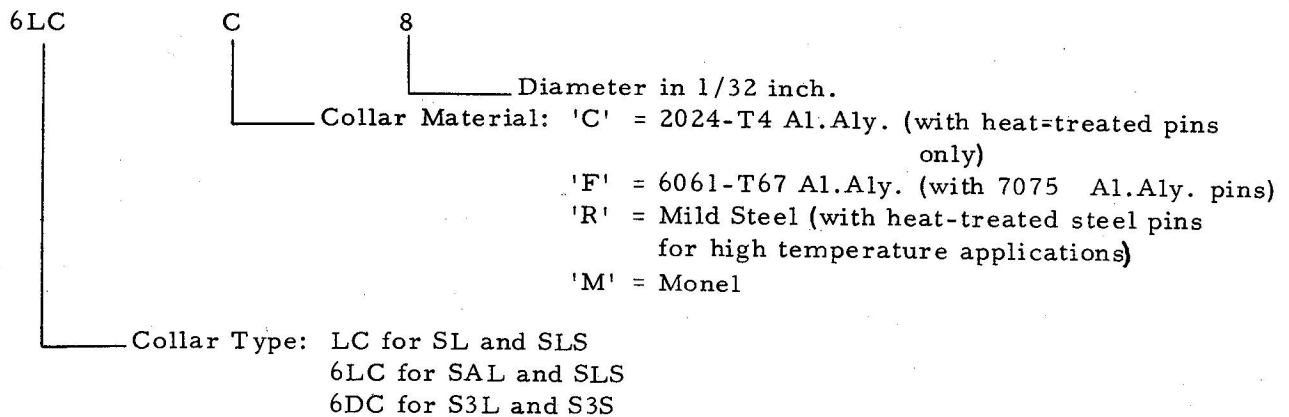 6LC C 8
Diameter in 1/32 inch.
Collar Material: 'C' = 2024-T4 Al.Aly. (with heat=treated pins
only)
'F' = 6061-T67 Al.Aly. (with 7075 Al.Aly. pins)
'R' = Mild Steel (with heat-treated steel pins
for high temperature applications)
'M' = Monel
Collar Type: LC for SL and SLS
6LC for SAL and SLS
6DC for S3L and S3S